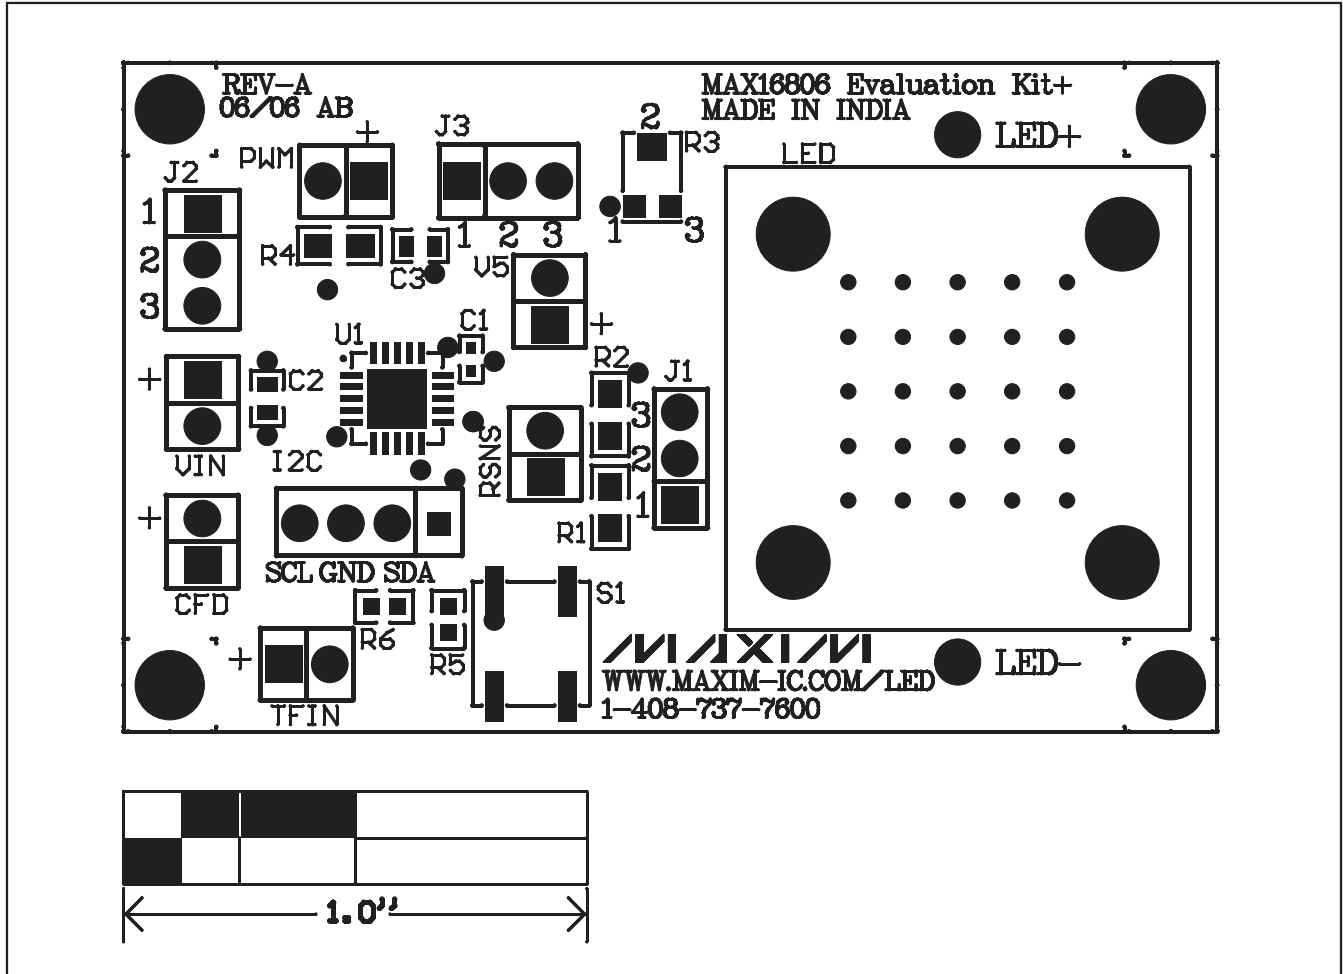 REV-A
06/06 AB
MAX16806 Evaluation Kit+
MADE IN INDIA
LED+
LED
J3
PWM
+
2
R3
J2
1
2
3
1 2 3
1 3
R4
C3
V5
+
U1
C1
R2
J1
+
C2
3
2
1
VIN
I2C
RSNS
R1
+
SCL GND SDA
CFD
S1
R6
R5
+
TFIN
MAXIM
LED-
WWW.MAXIM-IC.COM/LED
1-408-737-7600
1.0”